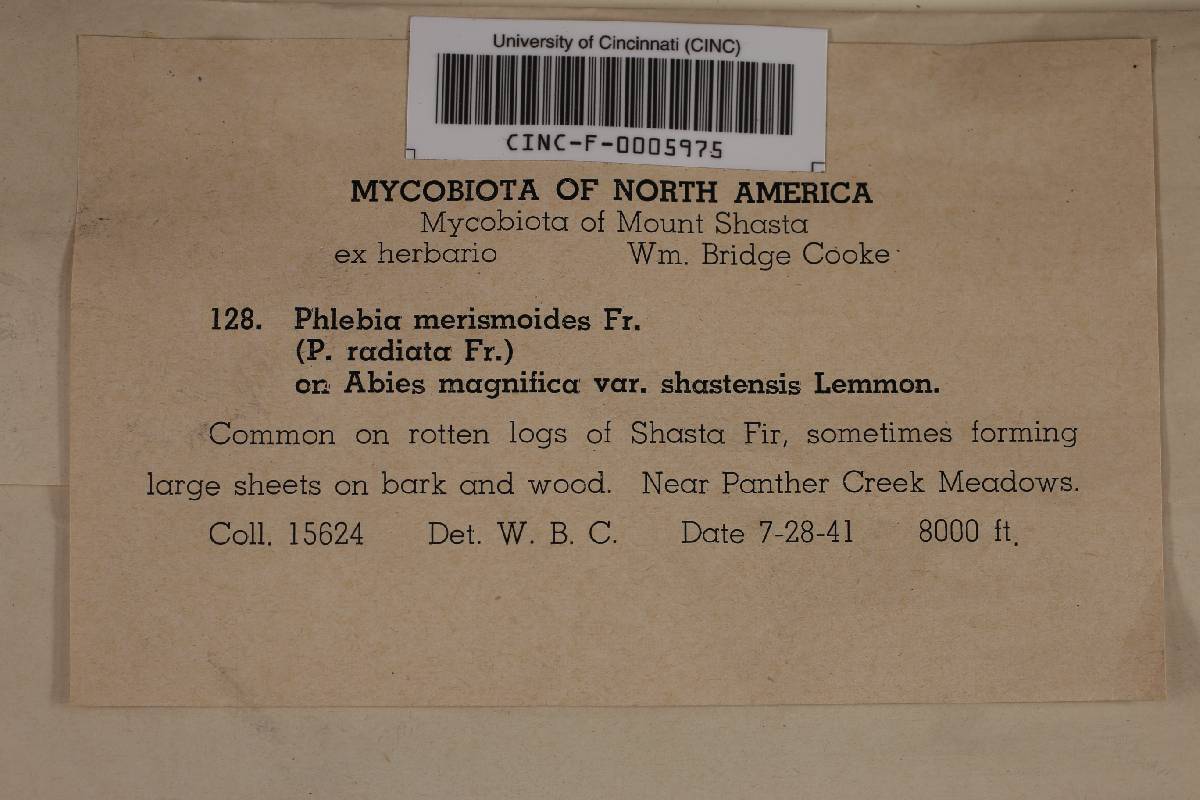 University of Cincinnati (CINC)
CINC-F-0005975
MYCOBIOTA OF NORTH AMERICA
Mycobiota of Mount Shasta
ex herbario Wm. Bridge Cooke
128. Phlebia merismoides Fr.
(P. radiata Fr.)
on Abies magnifica var. shastensis Lemmon.
Common on rotten logs of Shasta Fir, sometimes forming
large sheets on bark and wood. Near Panther Creek Meadows.
Coll. 15624 Det. W. B. C. Date 7-28-41 8000 ft.